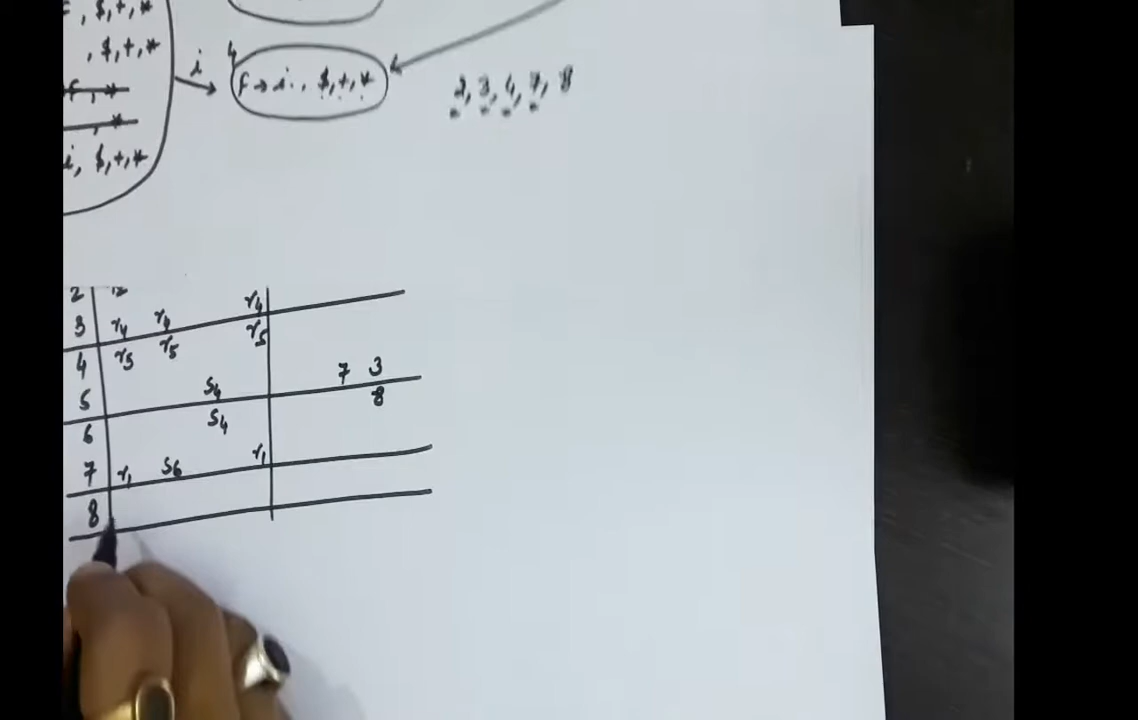 , $,+,*
, $,+,*
F, *
, *
i, $,+,*
i
4
F → i., $,+,*
2, 3, 4, 7, 8
2 r2 r4
3 r4 r4 r5
4 r5 r5
5 s4 7 3
6 s4 8
7 r1 s6 r1
8